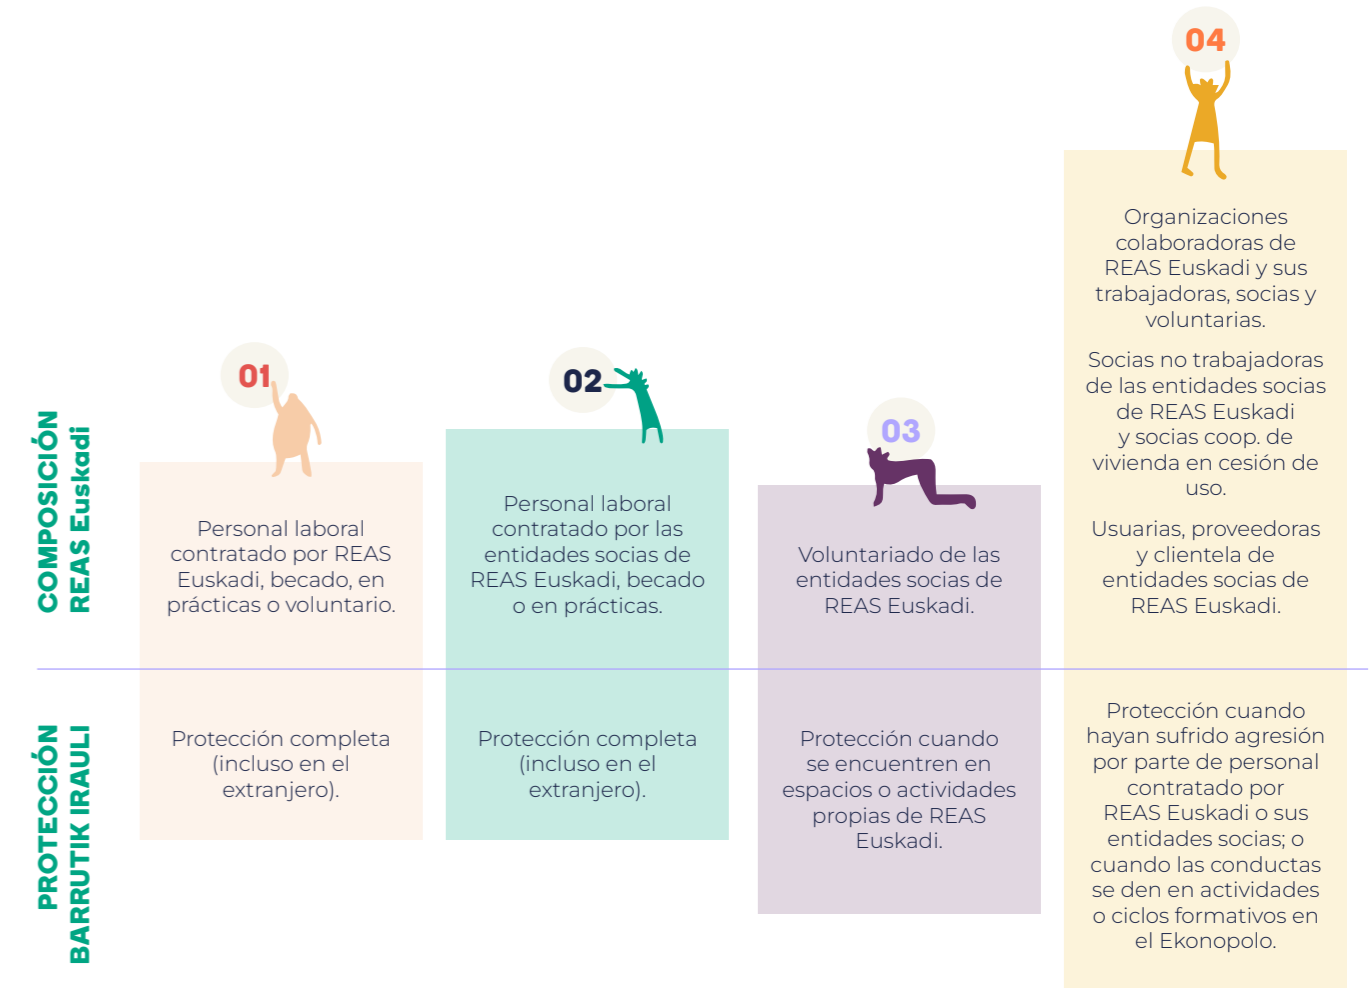 COMPOSICIÓN
REAS Euskadi
01
Personal laboral
contratado por REAS
Euskadi, becado, en
prácticas o voluntario.
02
Personal laboral
contratado por las
entidades socias de
REAS Euskadi, becado
o en prácticas.
03
Voluntariado de las
entidades socias de
REAS Euskadi.
04
Organizaciones
colaboradoras de
REAS Euskadi y sus
trabajadoras, socias y
voluntarias.
Socias no trabajadoras
de las entidades socias
de REAS Euskadi
y socias coop. de
vivienda en cesión de
uso.
Usuarias, proveedoras
y clientela de
entidades socias de
REAS Euskadi.
PROTECCIÓN
BARRUTIK IRAULI
Protección completa
(incluso en el
extranjero).
Protección completa
(incluso en el
extranjero).
Protección cuando
se encuentren en
espacios o actividades
propias de REAS
Euskadi.
Protección cuando
hayan sufrido agresión
por parte de personal
contratado por
REAS Euskadi o sus
entidades socias; o
cuando las conductas
se den en actividades
o ciclos formativos en
el Ekonopolo.